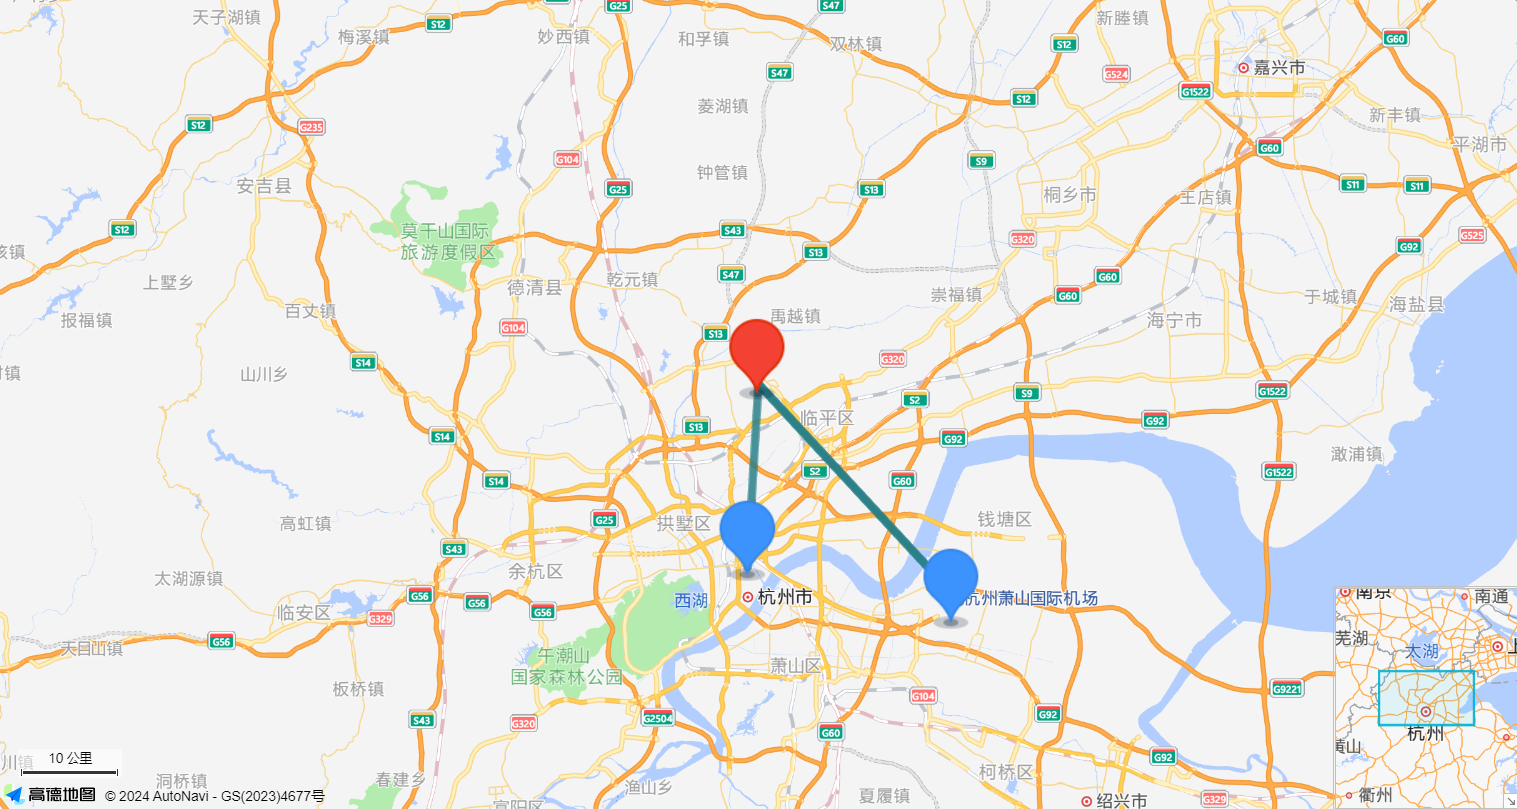 天子湖镇
S12
G25
S47
新塍镇
梅溪镇
妙西镇
和孚镇
双林镇
S12
G60
S47
G524
嘉兴市
G1522
S12
菱湖镇
新丰镇
S12
G235
G60
平湖市
G104
S9
钟管镇
安吉县
G25
S13
桐乡市
王店镇
S11
S11
S12
莫干山国际
旅游度假区
S43
G320
G525
S13
G92
上墅乡
德清县
乾元镇
S47
崇福镇
G60
G60
于城镇
海盐县
报福镇
百丈镇
G104
S13
禹越镇
海宁市
S14
山川乡
G320
S2
S9
G1522
临平区
S13
S14
G92
G92
澉浦镇
S14
S2
G60
G1522
高虹镇
G25
拱墅区
钱塘区
S43
太湖源镇
余杭区
西湖
杭州市
杭州萧山国际机场
G56
G56
G56
临安区
G329
天目山镇
G56
午潮山
国家森林公园
萧山区
板桥镇
G104
G9221
S43
G320
G2504
G60
G92
G92
10 公里
川镇
洞桥镇
春建乡
渔山乡
柯桥区
夏履镇
绍兴市
G329
富阳区
高德地图
© 2024 AutoNavi - GS(2023)4677号
南京
南通
芜湖
太湖
上
杭州
黄山
衢州